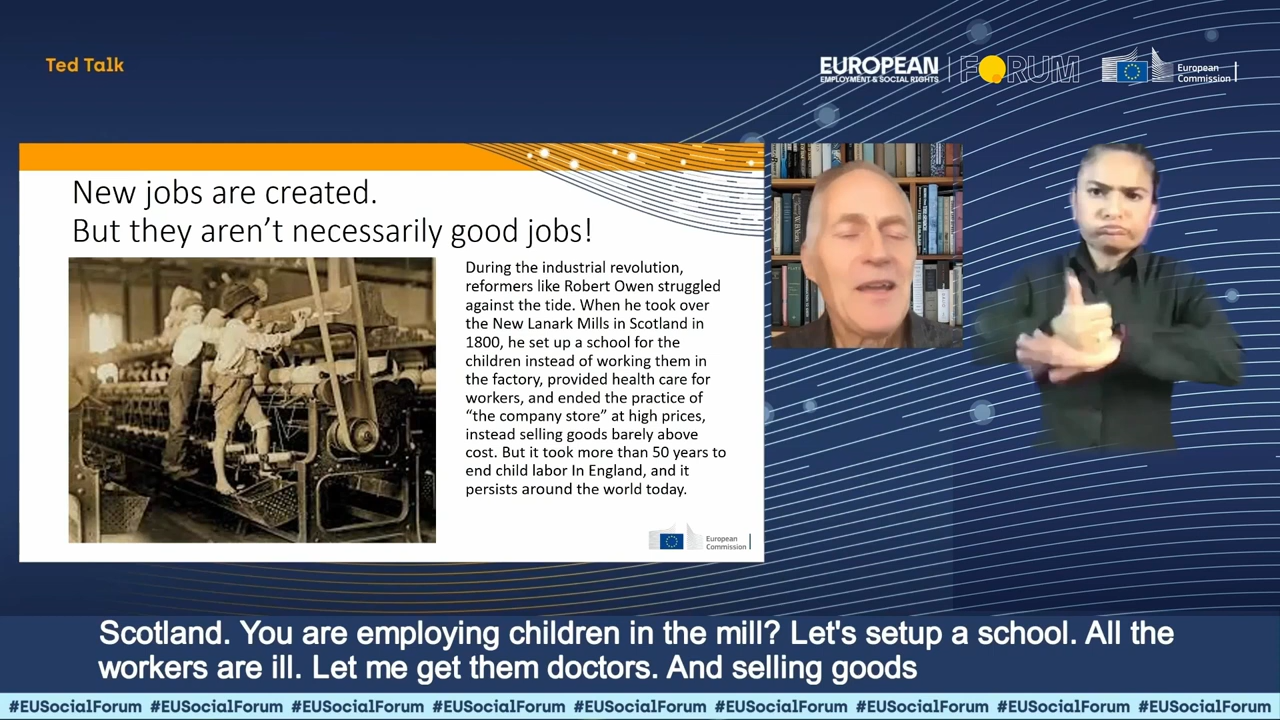 Ted Talk
EUROPEAN
EMPLOYMENT & SOCIAL RIGHTS
FORUM
European
Commission
New jobs are created.
But they aren’t necessarily good jobs!
During the industrial revolution,
reformers like Robert Owen struggled
against the tide. When he took over
the New Lanark Mills in Scotland in
1800, he set up a school for the
children instead of working them in
the factory, provided health care for
workers, and ended the practice of
“the company store” at high prices,
instead selling goods barely above
cost. But it took more than 50 years to
end child labor In England, and it
persists around the world today.
European
Commission
Scotland. You are employing children in the mill? Let's setup a school. All the
workers are ill. Let me get them doctors. And selling goods
#EUSocialForum #EUSocialForum #EUSocialForum #EUSocialForum #EUSocialForum #EUSocialForum #EUSocialForum #EUSocialForum #EUSocialForum